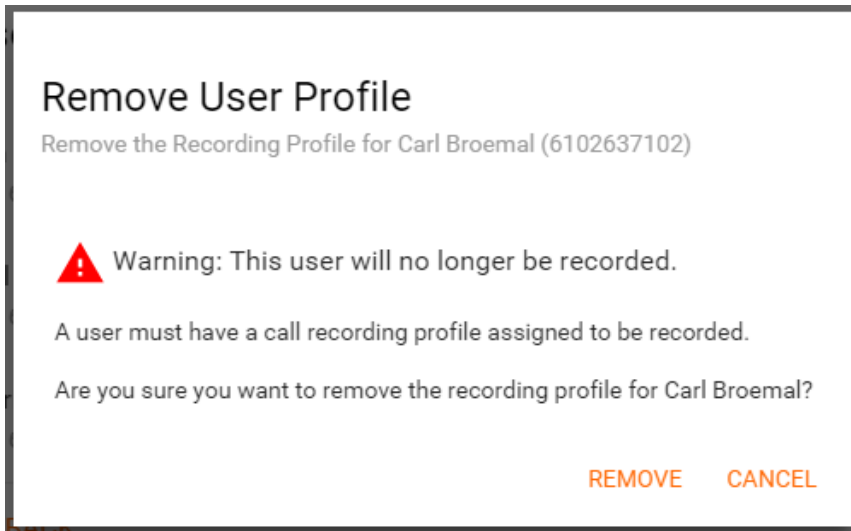 Remove User Profile
Remove the Recording Profile for Carl Broemal (6102637102)
Warning: This user will no longer be recorded.
A user must have a call recording profile assigned to be recorded.
Are you sure you want to remove the recording profile for Carl Broemal?
REMOVE CANCEL